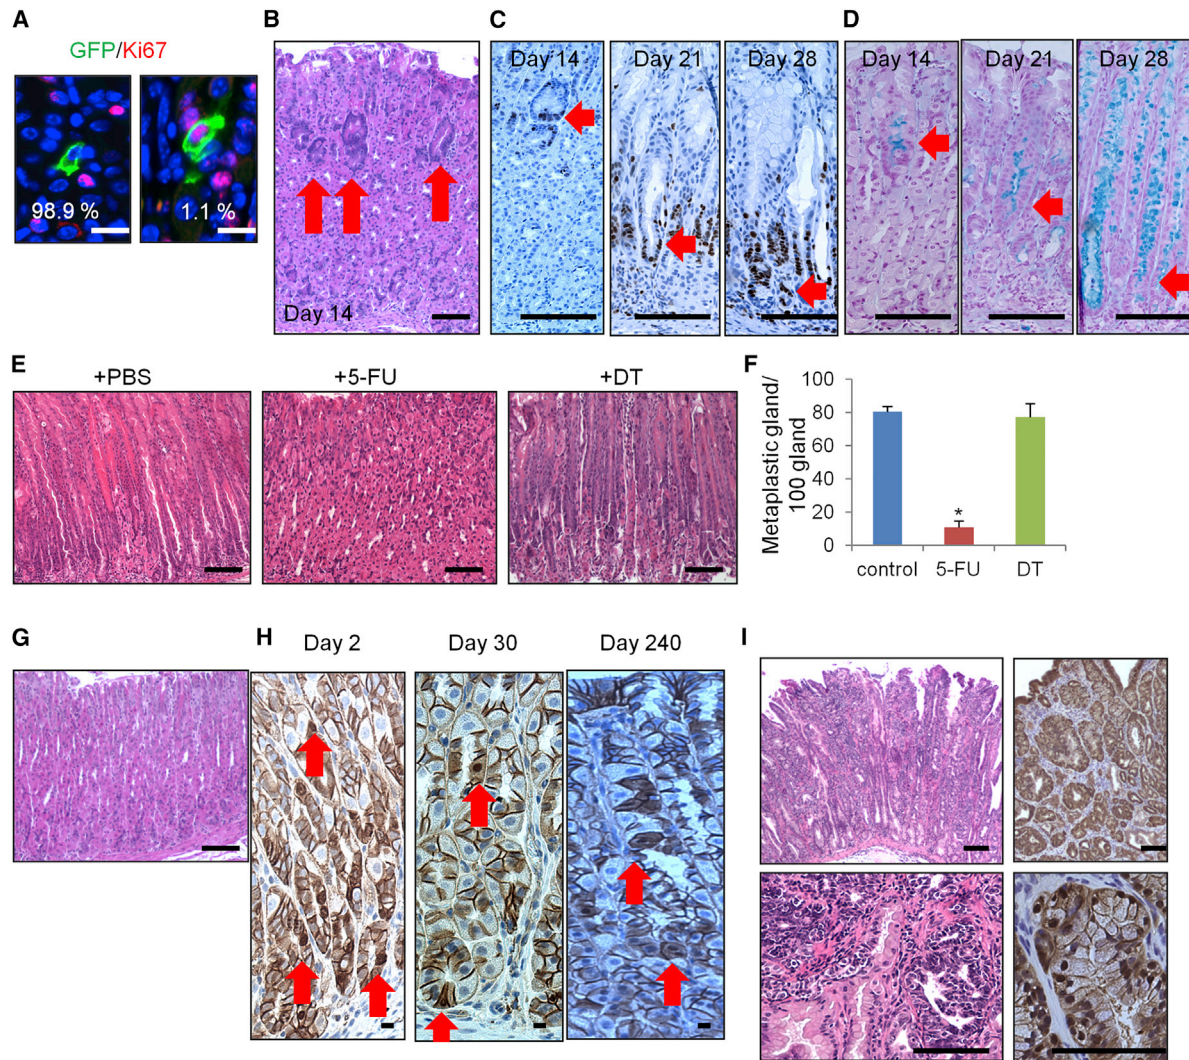 A
GFP/Ki67
98.9 %
1.1 %
B
Day 14
C
Day 14
Day 21
Day 28
D
Day 14
Day 21
Day 28
E
+PBS
+5-FU
+DT
F
Metaplastic gland/
100 gland
100
80
60
40
20
0
*
control
5-FU
DT
G
H
Day 2
Day 30
Day 240
I